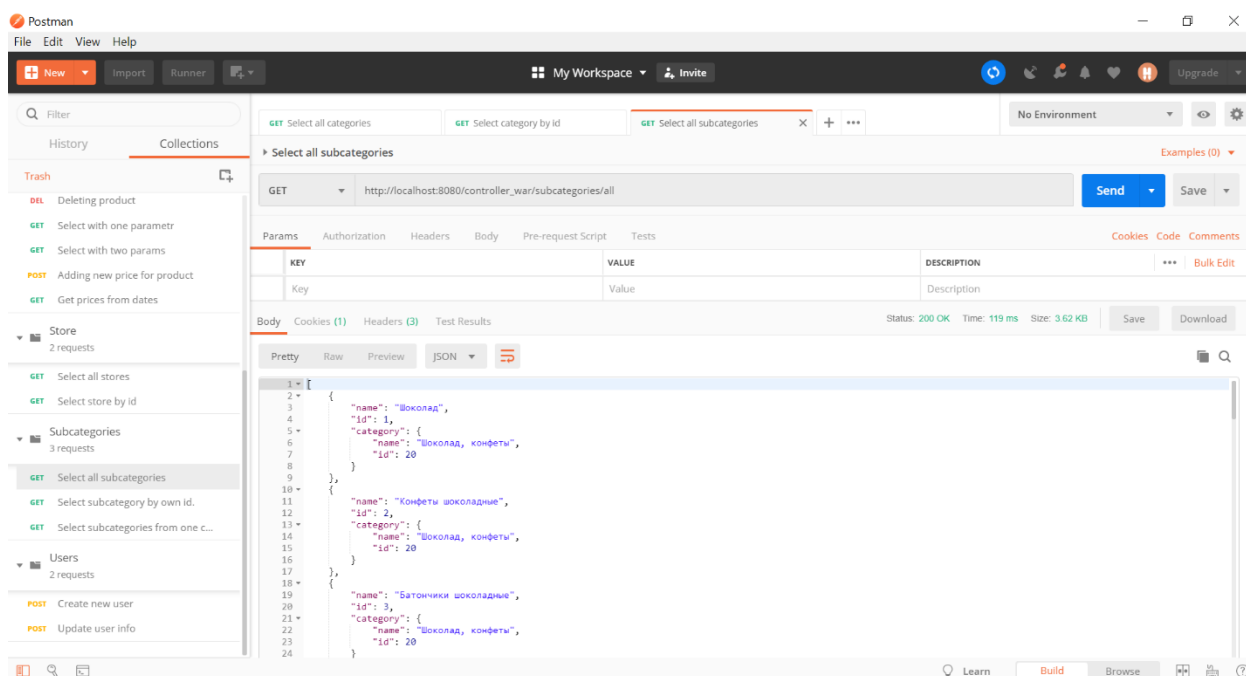 Postman
File Edit View Help
New Import Runner My Workspace Invite Upgrade
Filter
History Collections
Trash
DEL Deleting product
GET Select with one parametr
GET Select with two params
POST Adding new price for product
GET Get prices from dates
Store
2 requests
GET Select all stores
GET Select store by id
Subcategories
3 requests
GET Select all subcategories
GET Select subcategory by own id.
GET Select subcategories from one c...
Users
2 requests
POST Create new user
POST Update user info
GET Select all categories GET Select category by id GET Select all subcategories No Environment
Select all subcategories Examples (0)
GET http://localhost:8080/controller_war/subcategories/all Send Save
Params Authorization Headers Body Pre-request Script Tests Cookies Code Comments
KEY VALUE DESCRIPTION Bulk Edit
Key Value Description
Body Cookies (1) Headers (3) Test Results Status: 200 OK Time: 119 ms Size: 3.62 KB Save Download
Pretty Raw Preview JSON
1 [
2 {
3 "name": "Шоколад",
4 "id": 1,
5 "category": {
6 "name": "Шоколад, конфеты",
7 "id": 20
8 }
9 },
10 {
11 "name": "Конфеты шоколадные",
12 "id": 2,
13 "category": {
14 "name": "Шоколад, конфеты",
15 "id": 20
16 }
17 },
18 {
19 "name": "Батончики шоколадные",
20 "id": 3,
21 "category": {
22 "name": "Шоколад, конфеты",
23 "id": 20
24 }
Learn Build Browse